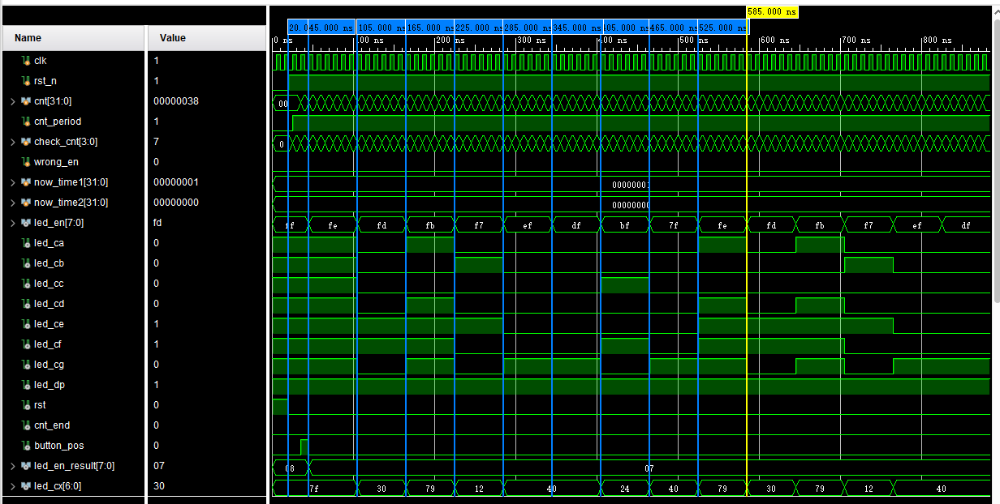 585.000 ns
20. 045.000 ns 105.000 ns 165.000 ns 225.000 ns 285.000 ns 345.000 ns 405.000 ns 465.000 ns 525.000 ns
Name Value
0 ns 100 ns 200 ns 300 ns 400 ns 500 ns 600 ns 700 ns 800 ns
clk 1
rst_n 1
cnt[31:0] 00000038 00
cnt_period 1
check_cnt[3:0] 7 0
wrong_en 0
now_time1[31:0] 00000001 00000001
now_time2[31:0] 00000000 00000000
led_en[7:0] fd ff fe fd fb f7 ef df bf 7f fe fd fb f7 ef df
led_ca 0
led_cb 0
led_cc 0
led_cd 0
led_ce 1
led_cf 1
led_cg 0
led_dp 1
rst 0
cnt_end 0
button_pos 0
led_en_result[7:0] 07 08 07
led_cx[6:0] 30 7f 30 79 12 40 24 40 79 30 79 12 40